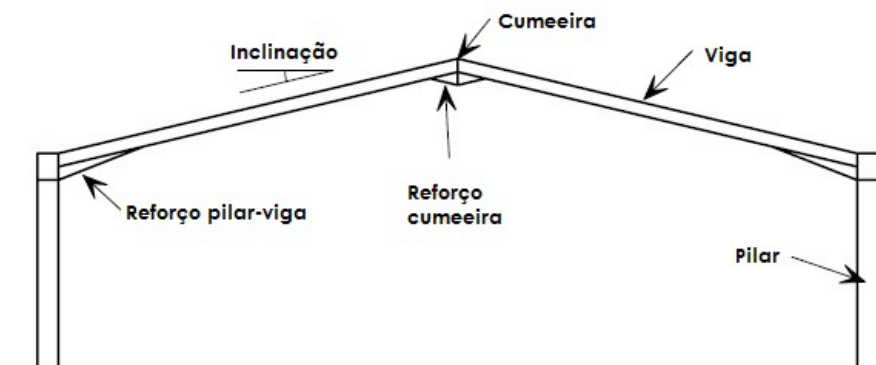 Cumeeira
Inclinação
Viga
Reforço
cumeeira
Reforço pilar-viga
Pilar